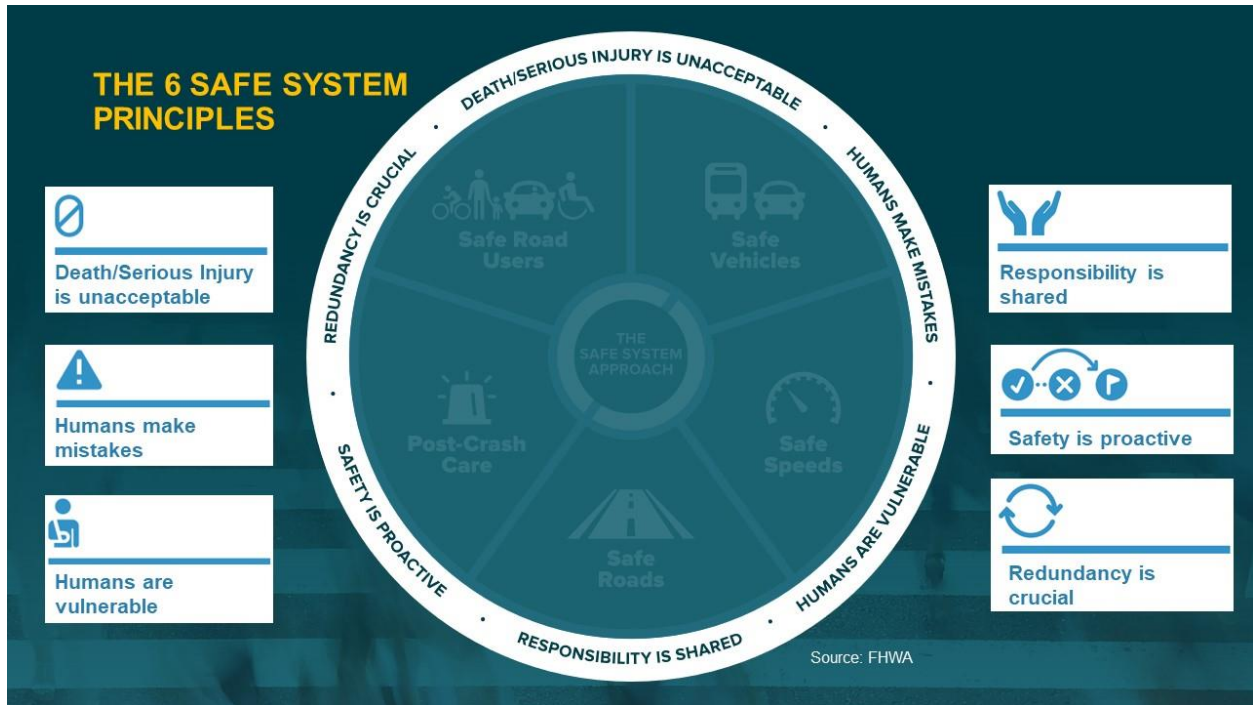 THE 6 SAFE SYSTEM
PRINCIPLES
Death/Serious Injury
is unacceptable
Humans make
mistakes
Humans are
vulnerable
DEATH/SERIOUS INJURY IS UNACCEPTABLE
HUMANS MAKE MISTAKES
HUMANS ARE VULNERABLE
RESPONSIBILITY IS SHARED
SAFETY IS PROACTIVE
REDUNDANCY IS CRUCIAL
Safe Road
Users
Safe
Vehicles
THE
SAFE SYSTEM
APPROACH
Post-Crash
Care
Safe
Speeds
Safe
Roads
Responsibility is
shared
Safety is proactive
Redundancy is
crucial
Source: FHWA